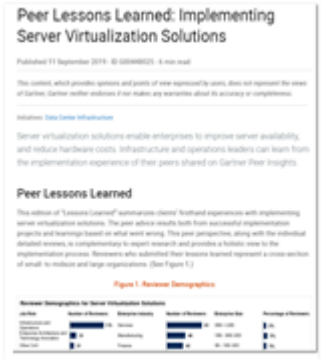 Peer Lessons Learned: Implementing
Server Virtualization Solutions
Published 11 September 2019 - ID - 6 min read
This content, which provides opinions and points of view expressed by users, does not represent the views
of Gartner; Gartner neither endorses it nor makes any warranties about its accuracy or completeness.
Initiatives: Data Center Infrastructure
Server virtualization solutions enable enterprises to improve server availability,
and reduce hardware costs. Infrastructure and operations leaders can learn from
the implementation experience of their peers shared on Gartner Peer Insights.
Peer Lessons Learned
This edition of "Lessons Learned" summarizes clients' firsthand experiences with implementing
server virtualization solutions. The peer advice results both from successful implementation
projects and learnings based on what went wrong. This peer perspective, along with the individual
detailed reviews, is complementary to expert research and provides a holistic view to the
implementation process. Reviewers who submitted their lessons learned represent a cross-section
of small- to midsize and large organizations. (See Figure 1.)
Figure 1. Reviewer Demographics
Reviewer Demographics for Server Virtualization Solutions
Job Role Number of Reviewers Industry Number of Reviewers Enterprise Size Percentage of Reviewers
Infrastructure and
Operations Services
Enterprise Architecture and
Technology Innovation Manufacturing
Other CxO Finance